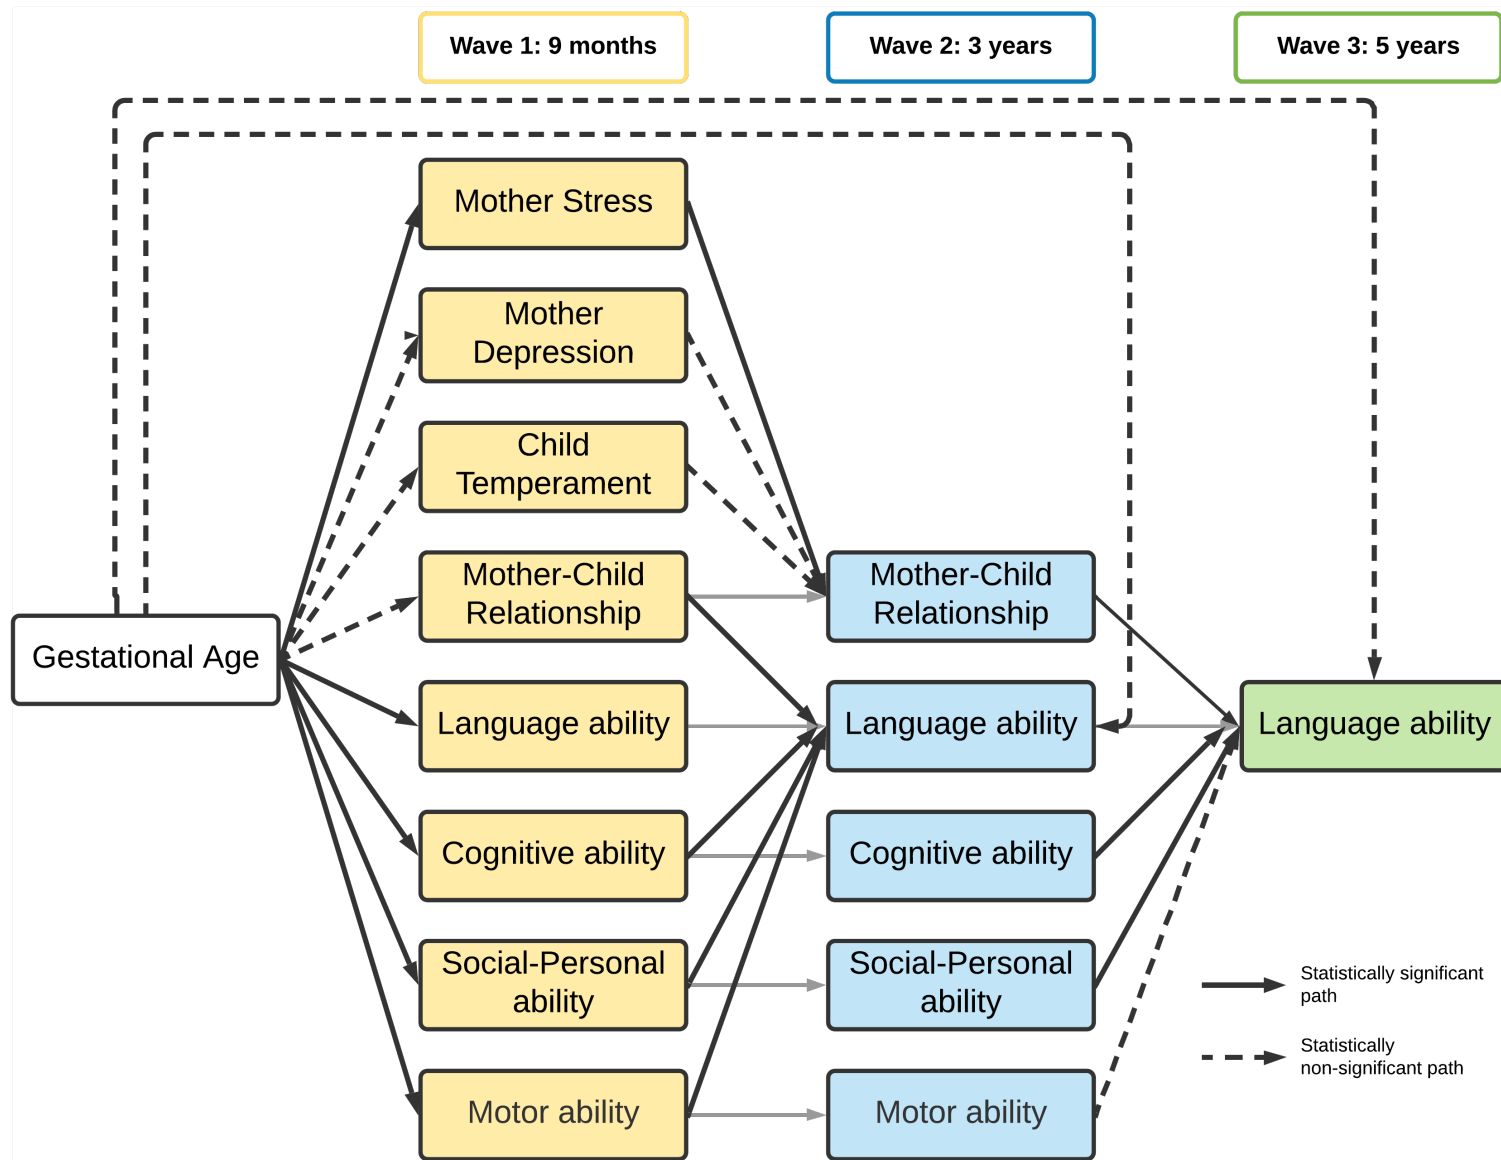 Wave 1: 9 months
Wave 2: 3 years
Wave 3: 5 years
Mother Stress
Mother
Depression
Child
Temperament
Mother-Child
Relationship
Mother-Child
Relationship
Gestational Age
Language ability
Language ability
Language ability
Cognitive ability
Cognitive ability
Social-Personal
ability
Social-Personal
ability
Statistically significant
path
Statistically
non-significant path
Motor ability
Motor ability